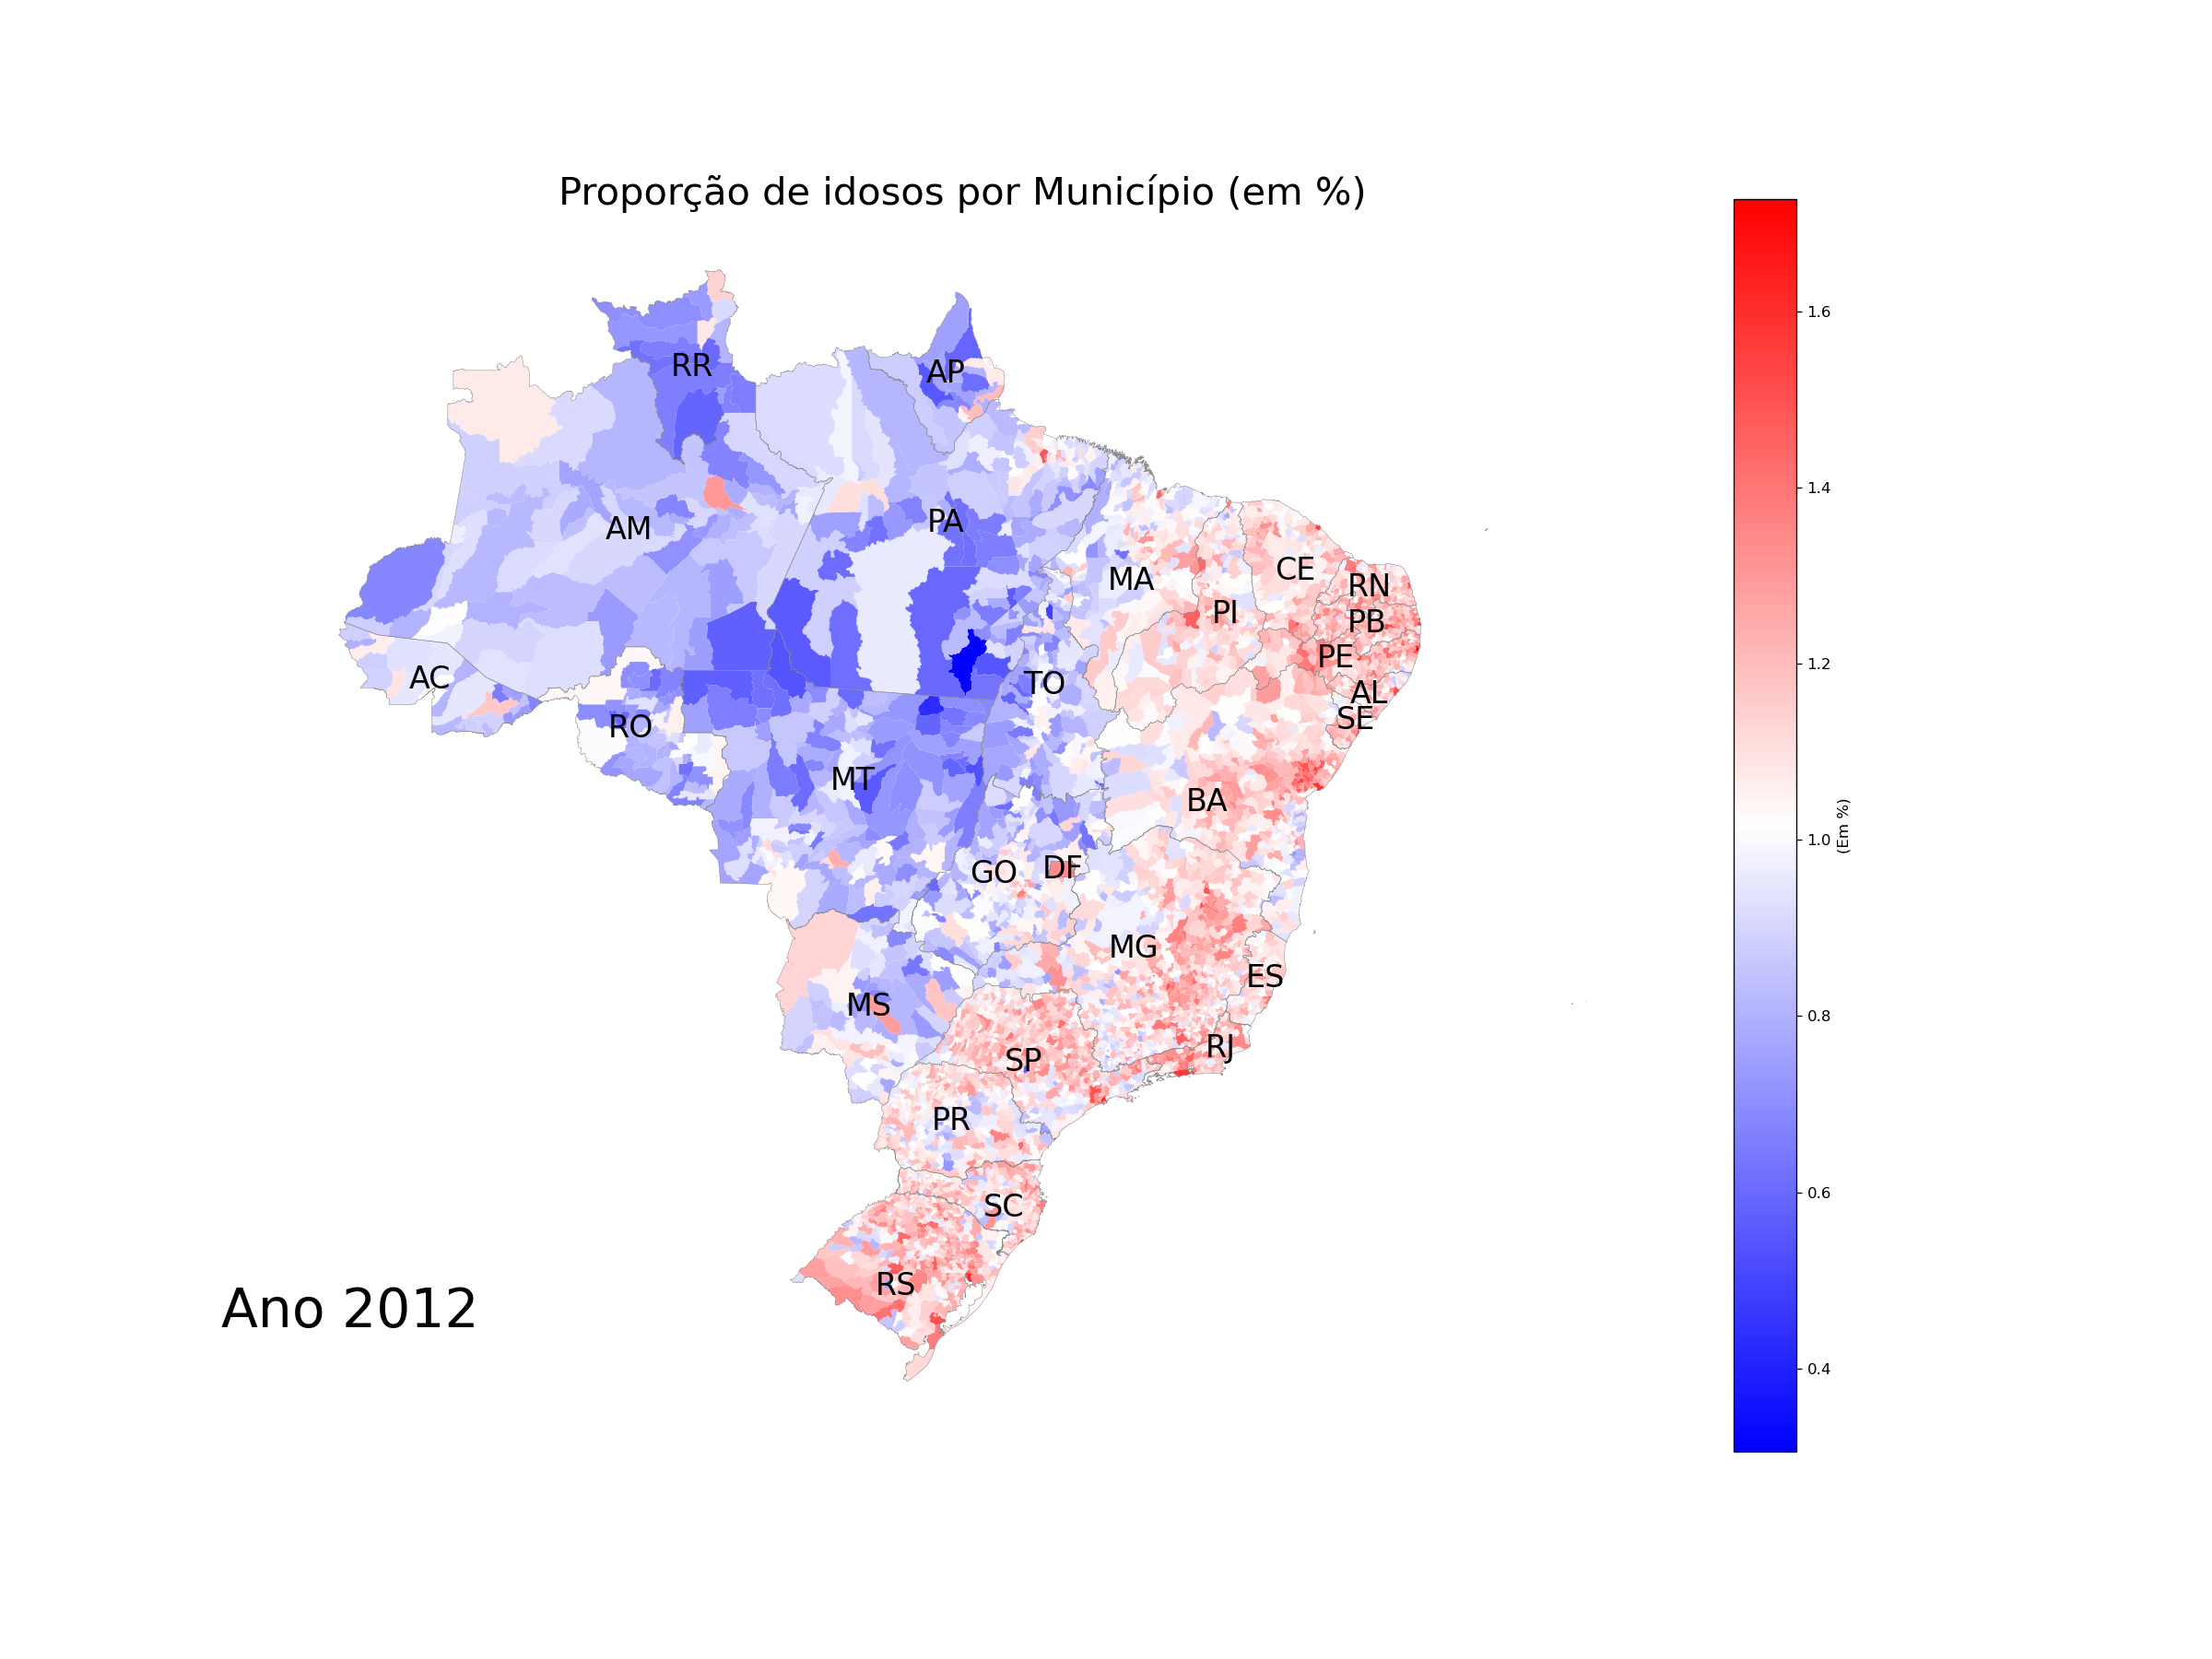 Proporção de idosos por Município (em %)
RR
AP
AM
PA
MA
CE
RN
PI
PB
PE
AC
TO
AL
SE
RO
MT
BA
GO
DF
MG
ES
MS
RJ
SP
PR
SC
RS
Ano 2012
1.6
1.4
1.2
1.0
0.8
0.6
0.4
(Em %)